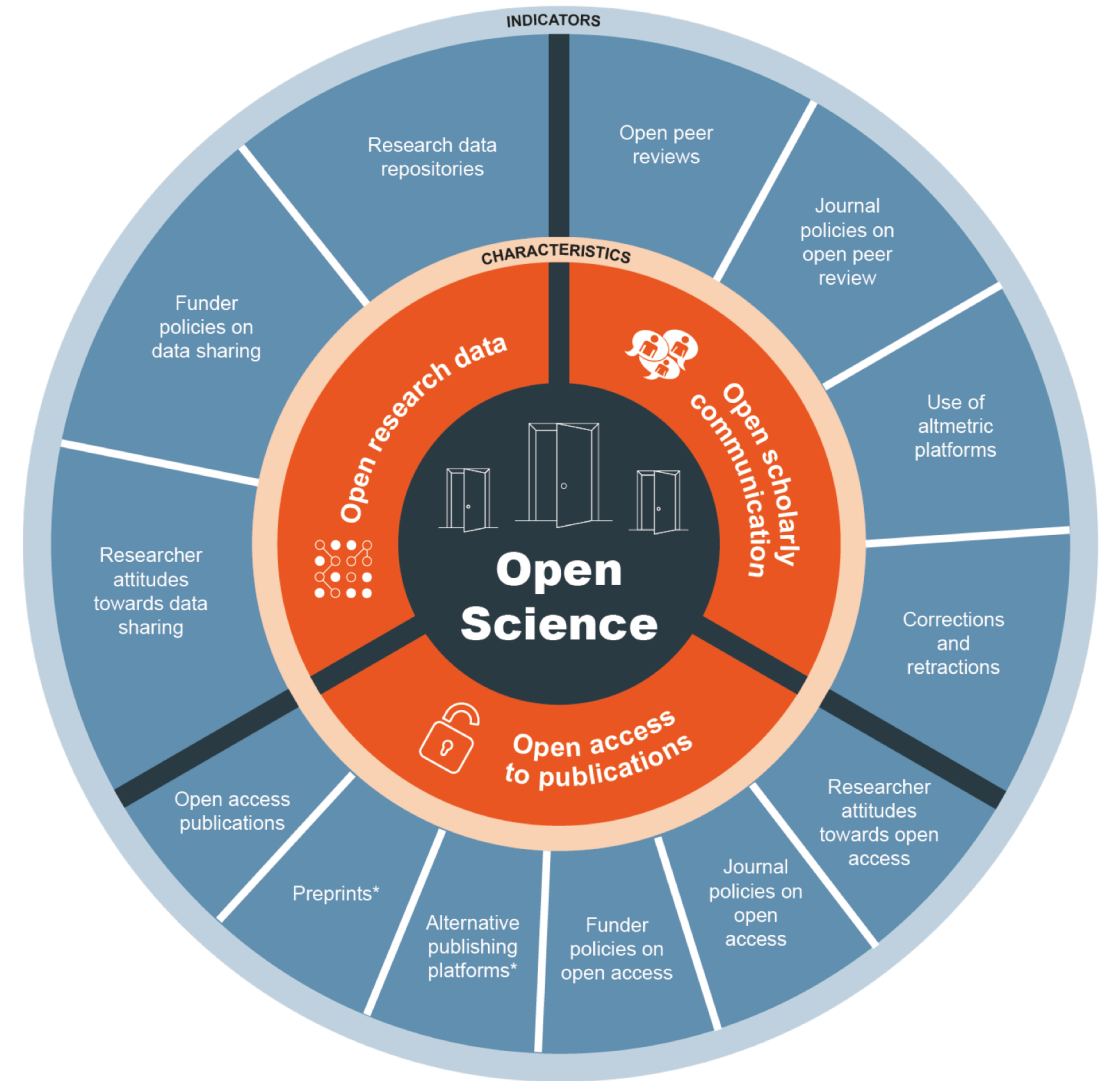 INDICATORS
Research data
repositories
Open peer
reviews
Journal
policies on
open peer
review
Funder
policies on
data sharing
CHARACTERISTICS
Open research data
Open scholarly
communication
Use of
altmetric
platforms
Researcher
attitudes
towards data
sharing
Open
Science
Corrections
and
retractions
Open access
to publications
Open access
publications
Preprints*
Alternative
publishing
platforms*
Funder
policies on
open access
Journal
policies on
open
access
Researcher
attitudes
towards open
access